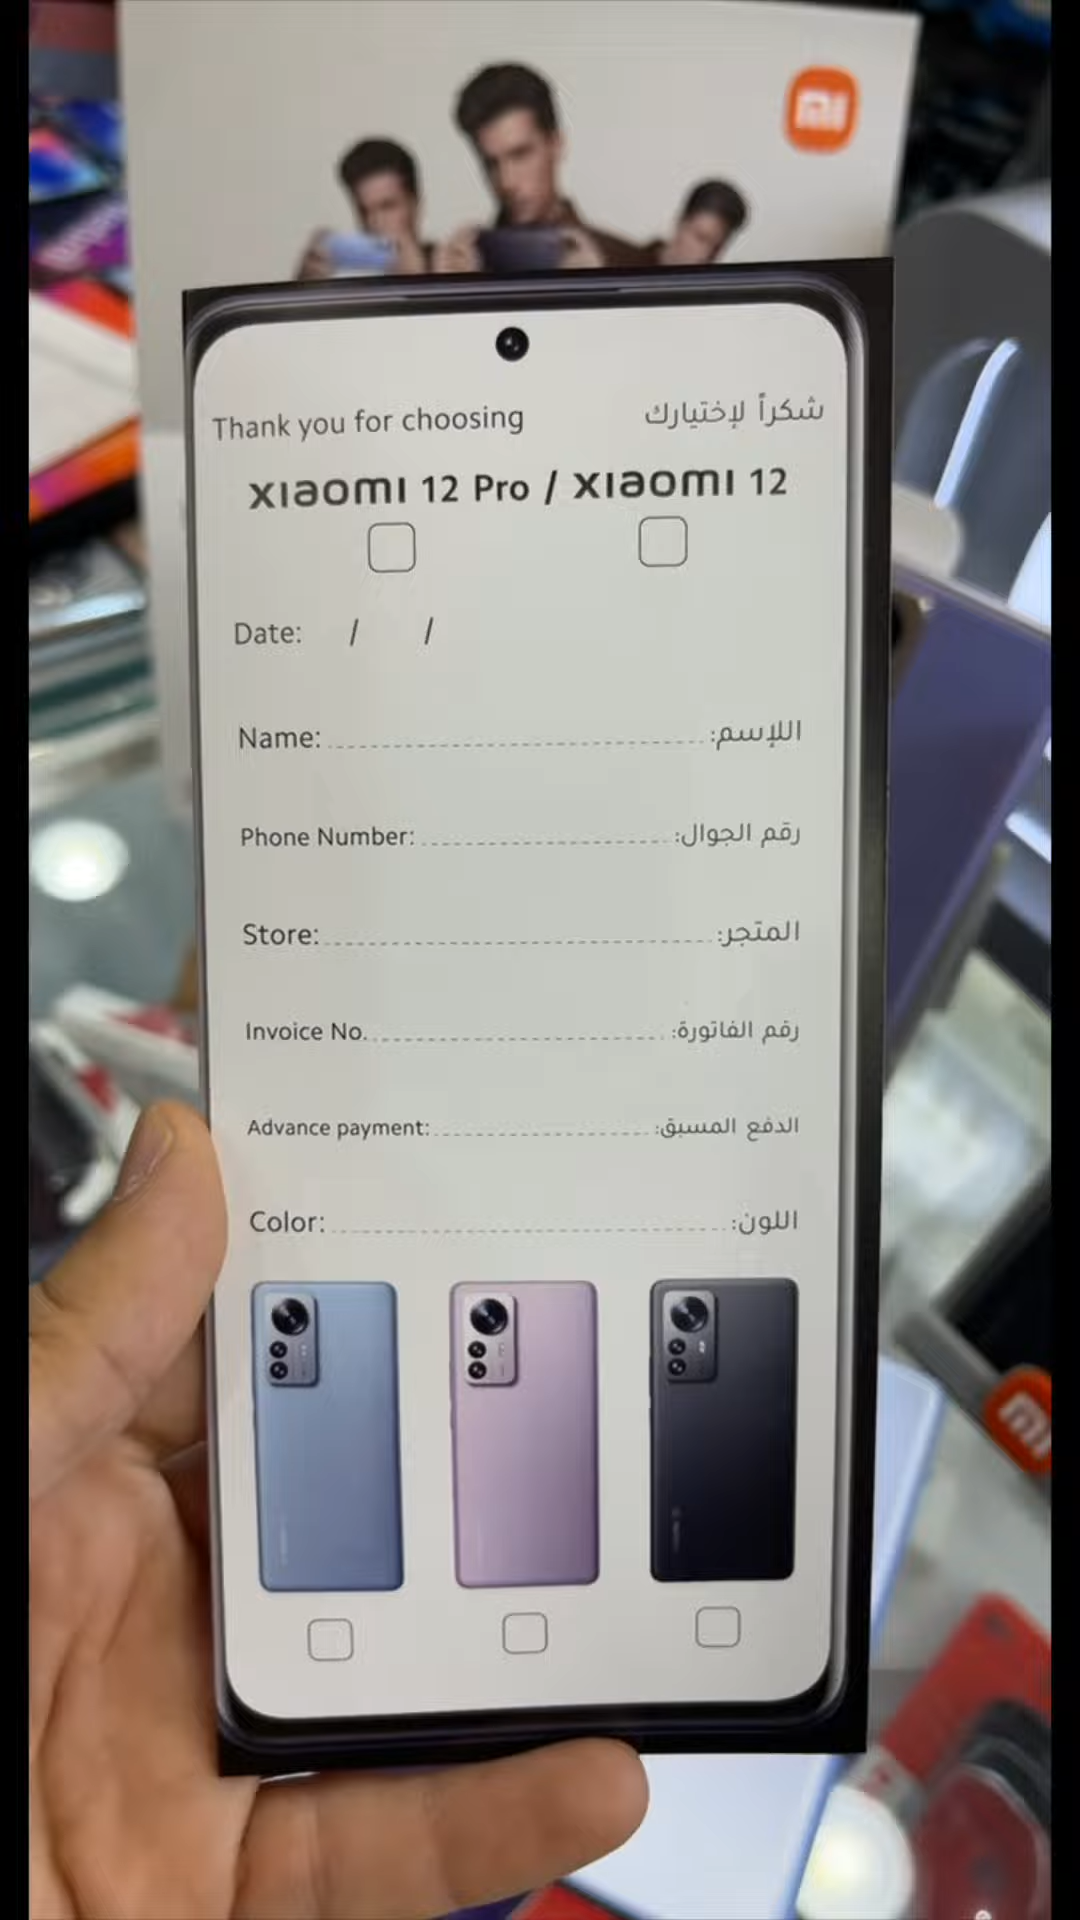 Thank you for choosing شكراً لإختيارك
xiaomi 12 Pro / xiaomi 12
Date: / /
Name: اللإسم:
Phone Number: رقم الجوال:
Store: المتجر:
Invoice No. رقم الفاتورة:
Advance payment: الدفع المسبق:
Color: اللون: